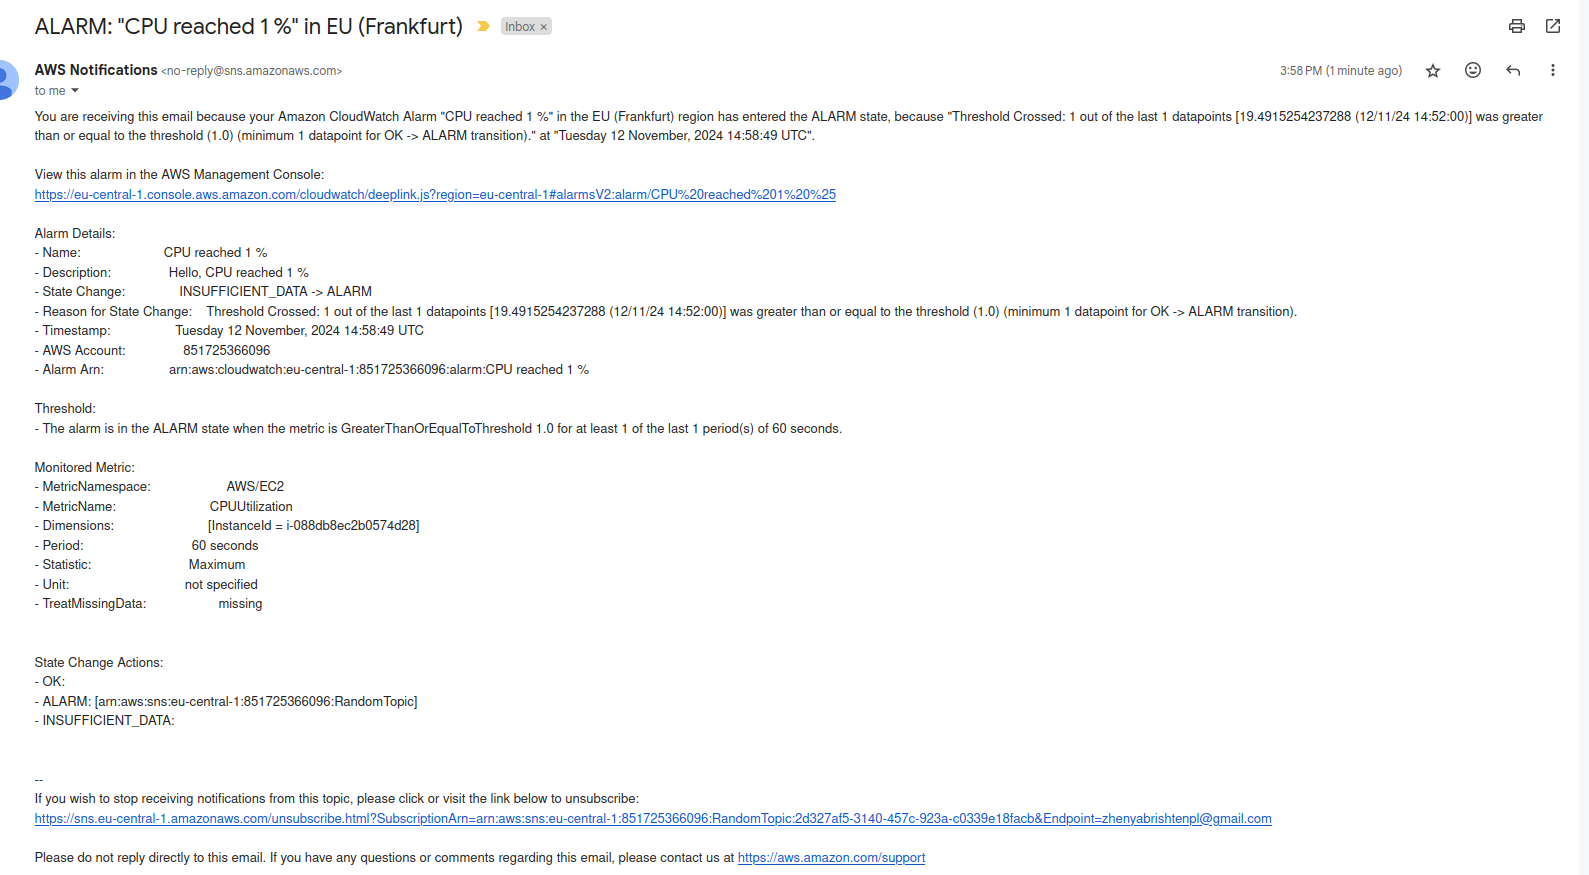 ALARM: "CPU reached 1 %" in EU (Frankfurt) Inbox ×
AWS Notifications <no-reply@sns.amazonaws.com> 3:58 PM (1 minute ago)
to me
You are receiving this email because your Amazon CloudWatch Alarm "CPU reached 1 %" in the EU (Frankfurt) region has entered the ALARM state, because "Threshold Crossed: 1 out of the last 1 datapoints [19.4915254237288 (12/11/24 14:52:00)] was greater
than or equal to the threshold (1.0) (minimum 1 datapoint for OK -> ALARM transition)." at "Tuesday 12 November, 2024 14:58:49 UTC".
View this alarm in the AWS Management Console:
https://eu-central-1.console.aws.amazon.com/cloudwatch/deeplink.js?region=eu-central-1#alarmsV2:alarm/CPU%20reached%201%20%25
Alarm Details:
- Name: CPU reached 1 %
- Description: Hello, CPU reached 1 %
- State Change: INSUFFICIENT_DATA -> ALARM
- Reason for State Change: Threshold Crossed: 1 out of the last 1 datapoints [19.4915254237288 (12/11/24 14:52:00)] was greater than or equal to the threshold (1.0) (minimum 1 datapoint for OK -> ALARM transition).
- Timestamp: Tuesday 12 November, 2024 14:58:49 UTC
- AWS Account: 851725366096
- Alarm Arn: arn:aws:cloudwatch:eu-central-1:851725366096:alarm:CPU reached 1 %
Threshold:
- The alarm is in the ALARM state when the metric is GreaterThanOrEqualToThreshold 1.0 for at least 1 of the last 1 period(s) of 60 seconds.
Monitored Metric:
- MetricNamespace: AWS/EC2
- MetricName: CPUUtilization
- Dimensions: [InstanceId = i-088db8ec2b0574d28]
- Period: 60 seconds
- Statistic: Maximum
- Unit: not specified
- TreatMissingData: missing
State Change Actions:
- OK:
- ALARM: [arn:aws:sns:eu-central-1:851725366096:RandomTopic]
- INSUFFICIENT_DATA:
--
If you wish to stop receiving notifications from this topic, please click or visit the link below to unsubscribe:
https://sns.eu-central-1.amazonaws.com/unsubscribe.html?SubscriptionArn=arn:aws:sns:eu-central-1:851725366096:RandomTopic:2d327af5-3140-457c-923a-c0339e18facb&Endpoint=zhenyabrishtenpl@gmail.com
Please do not reply directly to this email. If you have any questions or comments regarding this email, please contact us at https://aws.amazon.com/support